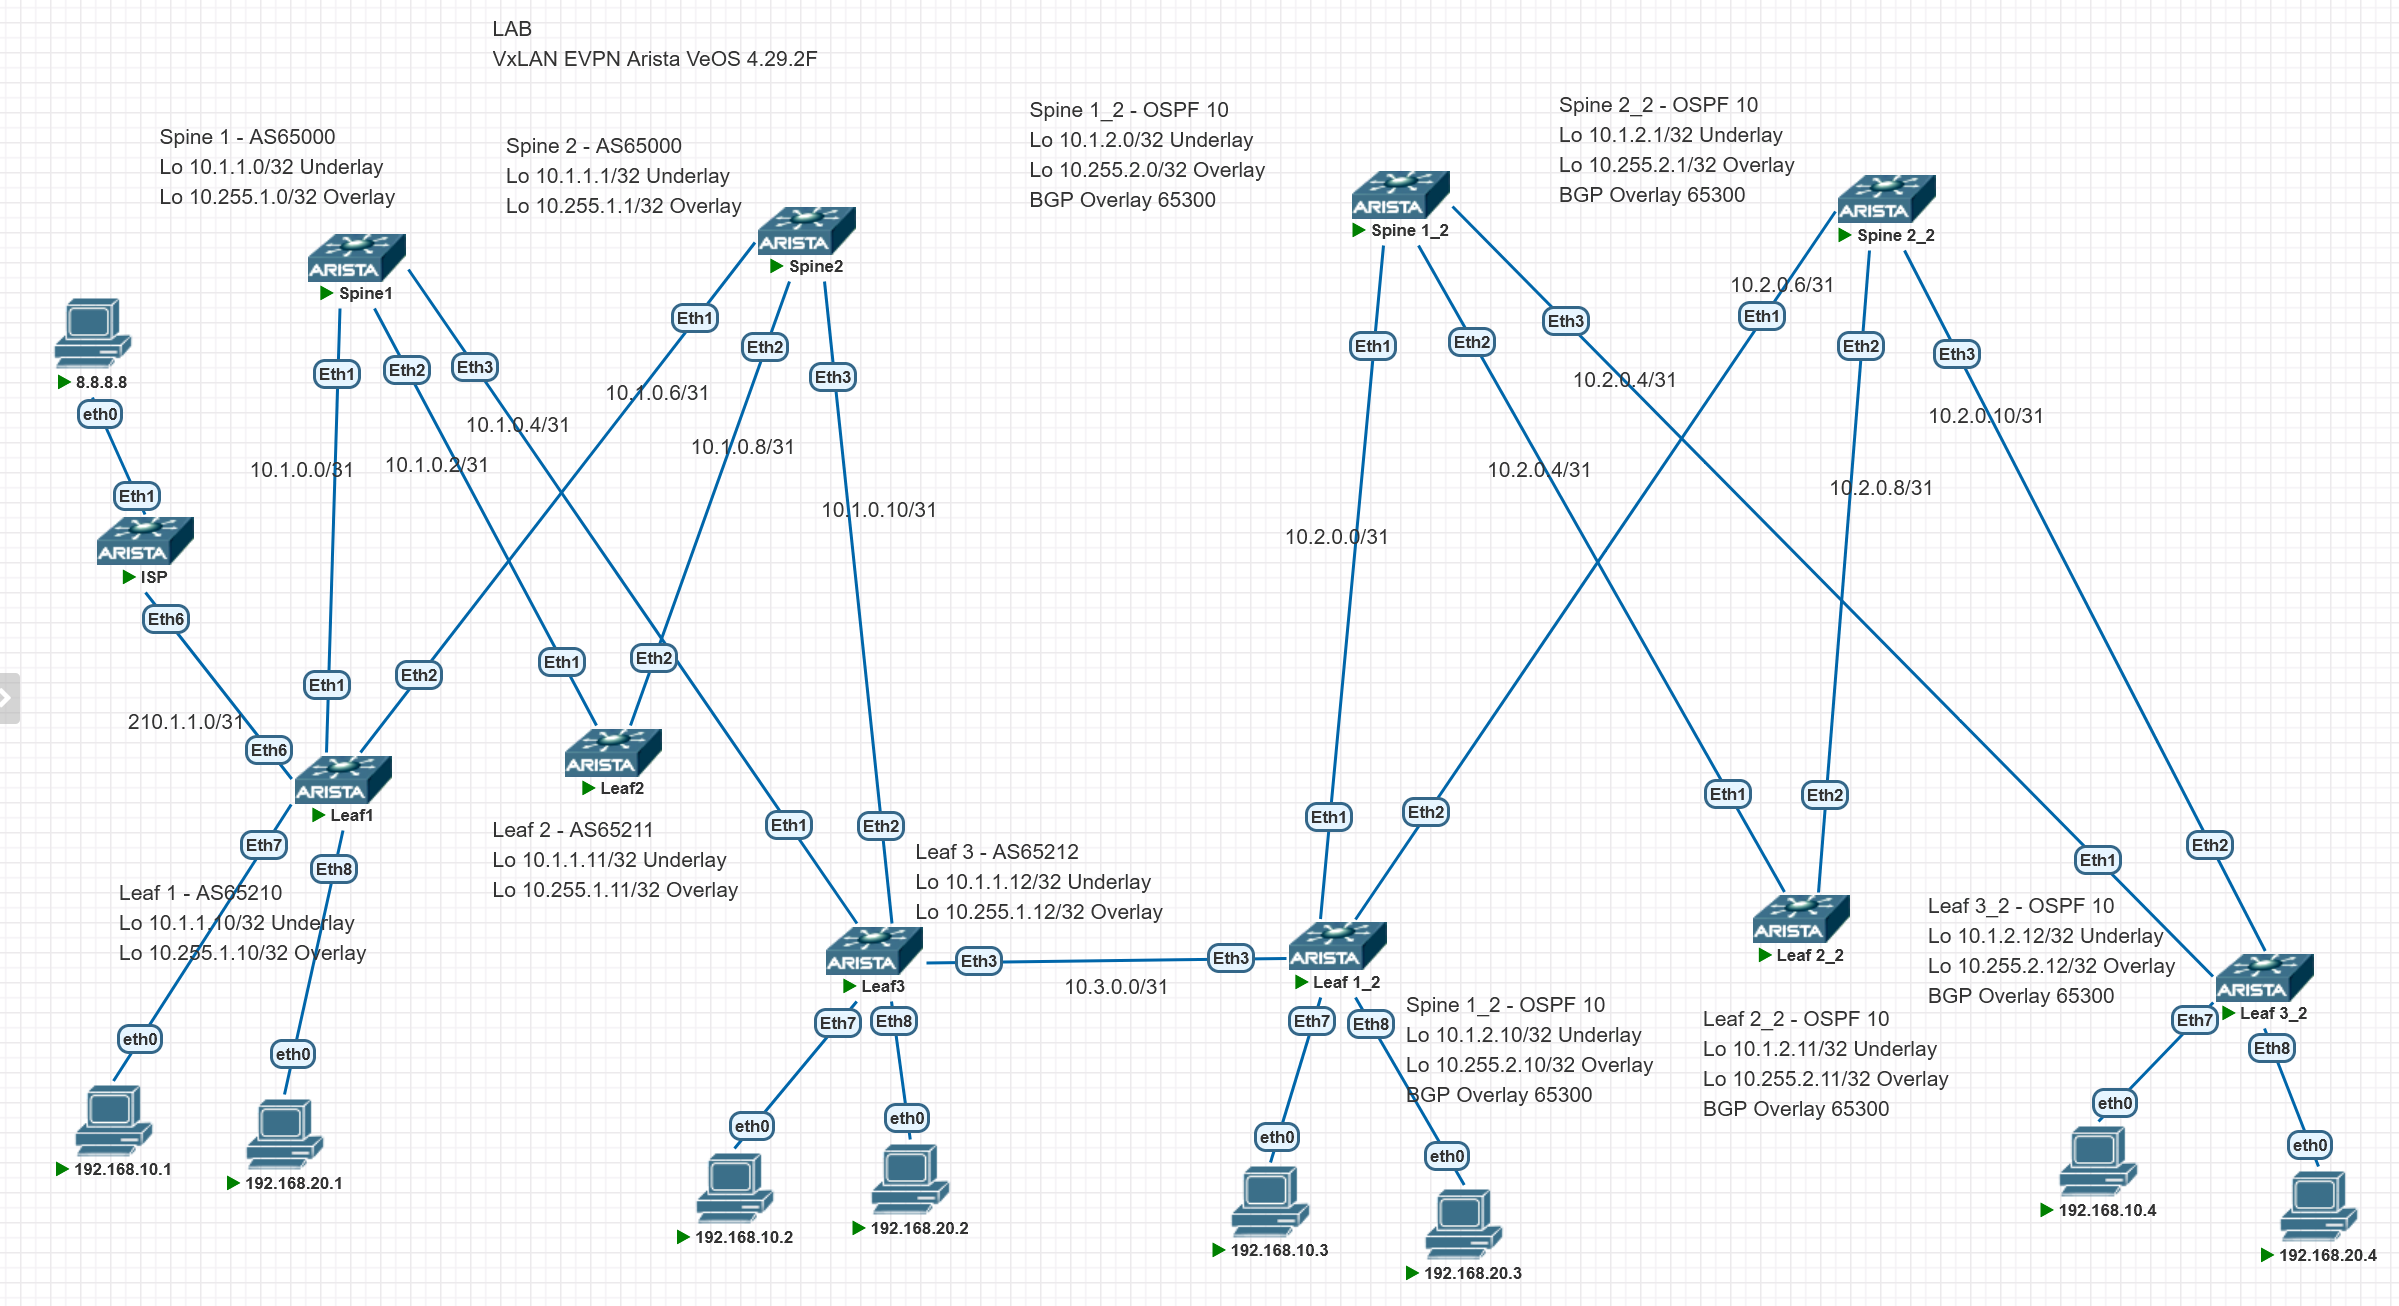 LAB
VxLAN EVPN Arista VeOS 4.29.2F
Spine 1 - AS65000
Lo 10.1.1.0/32 Underlay
Lo 10.255.1.0/32 Overlay
Spine 2 - AS65000
Lo 10.1.1.1/32 Underlay
Lo 10.255.1.1/32 Overlay
Spine 1_2 - OSPF 10
Lo 10.1.2.0/32 Underlay
Lo 10.255.2.0/32 Overlay
BGP Overlay 65300
Spine 2_2 - OSPF 10
Lo 10.1.2.1/32 Underlay
Lo 10.255.2.1/32 Overlay
BGP Overlay 65300
ARISTA
Spine1
ARISTA
Spine2
ARISTA
Spine 1_2
ARISTA
Spine 2_2
8.8.8.8
eth0
Eth1
ARISTA
ISP
Eth6
210.1.1.0/31
Eth6
Eth1
Eth2
Eth3
10.1.0.0/31
10.1.0.2/31
10.1.0.4/31
Eth1
Eth2
Eth3
10.1.0.6/31
10.1.0.8/31
10.1.0.10/31
Eth1
Eth2
Eth3
10.2.0.0/31
10.2.0.4/31
10.2.0.4/31
10.2.0.6/31
Eth1
Eth2
Eth3
10.2.0.8/31
10.2.0.10/31
Eth1
Eth2
ARISTA
Leaf1
Eth7
Eth8
Leaf 1 - AS65210
Lo 10.1.1.10/32 Underlay
Lo 10.255.1.10/32 Overlay
eth0
eth0
192.168.10.1
192.168.20.1
Eth1
Eth2
ARISTA
Leaf2
Leaf 2 - AS65211
Lo 10.1.1.11/32 Underlay
Lo 10.255.1.11/32 Overlay
Eth1
Eth2
Leaf 3 - AS65212
Lo 10.1.1.12/32 Underlay
Lo 10.255.1.12/32 Overlay
ARISTA
Leaf3
Eth3
10.3.0.0/31
Eth3
Eth7
Eth8
eth0
eth0
192.168.10.2
192.168.20.2
Eth1
Eth2
ARISTA
Leaf 1_2
Eth7
Eth8
Spine 1_2 - OSPF 10
Lo 10.1.2.10/32 Underlay
Lo 10.255.2.10/32 Overlay
BGP Overlay 65300
eth0
eth0
192.168.10.3
192.168.20.3
Eth1
Eth2
ARISTA
Leaf 2_2
Leaf 2_2 - OSPF 10
Lo 10.1.2.11/32 Underlay
Lo 10.255.2.11/32 Overlay
BGP Overlay 65300
Eth1
Eth2
Leaf 3_2 - OSPF 10
Lo 10.1.2.12/32 Underlay
Lo 10.255.2.12/32 Overlay
BGP Overlay 65300
ARISTA
Leaf 3_2
Eth7
Eth8
eth0
eth0
192.168.10.4
192.168.20.4